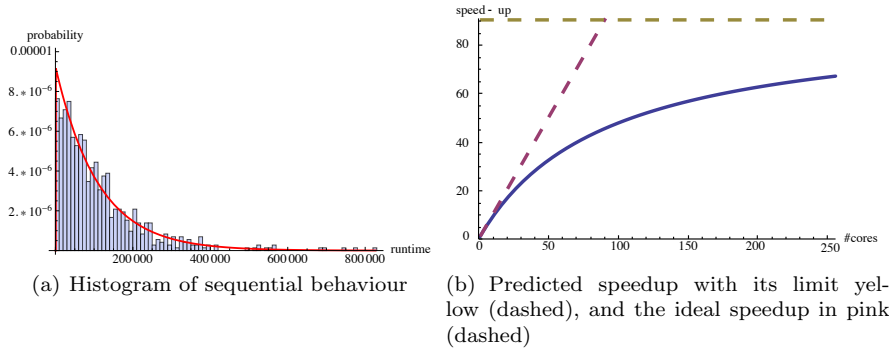 probability
0.00001
8. * 10⁻⁶
6. * 10⁻⁶
4. * 10⁻⁶
2. * 10⁻⁶
200 000
400 000
600 000
800 000
runtime
(a) Histogram of sequential behaviour
speed - up
80
60
40
20
0
0
50
100
150
200
250
#cores
(b) Predicted speedup with its limit yel-
low (dashed), and the ideal speedup in pink
(dashed)